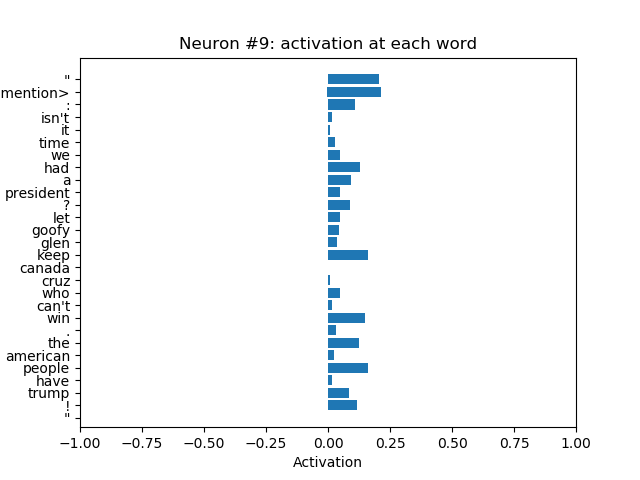 Neuron #9: activation at each word
"
mention>
:
isn't
it
time
we
had
a
president
?
let
goofy
glen
keep
canada
cruz
who
can't
win
.
the
american
people
have
trump
!
"
−1.00 −0.75 −0.50 −0.25 0.00 0.25 0.50 0.75 1.00
Activation